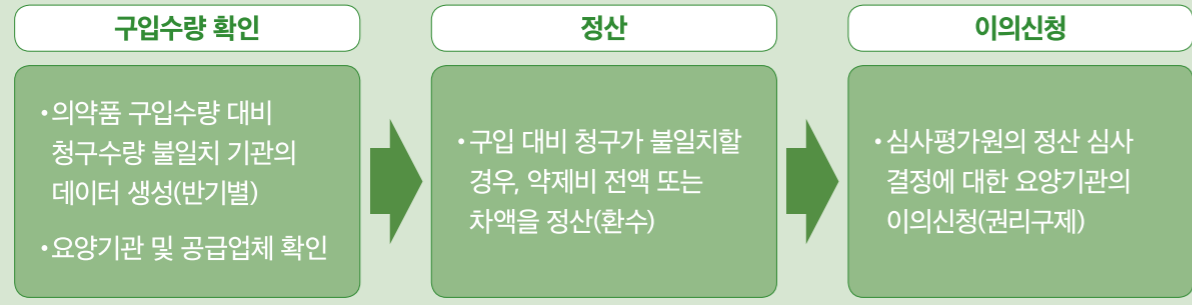 구입수량 확인
•의약품 구입수량 대비
청구수량 불일치 기관의
데이터 생성(반기별)
•요양기관 및 공급업체 확인
정산
•구입 대비 청구가 불일치할
경우, 약제비 전액 또는
차액을 정산(환수)
이의신청
•심사평가원의 정산 심사
결정에 대한 요양기관의
이의신청(권리구제)